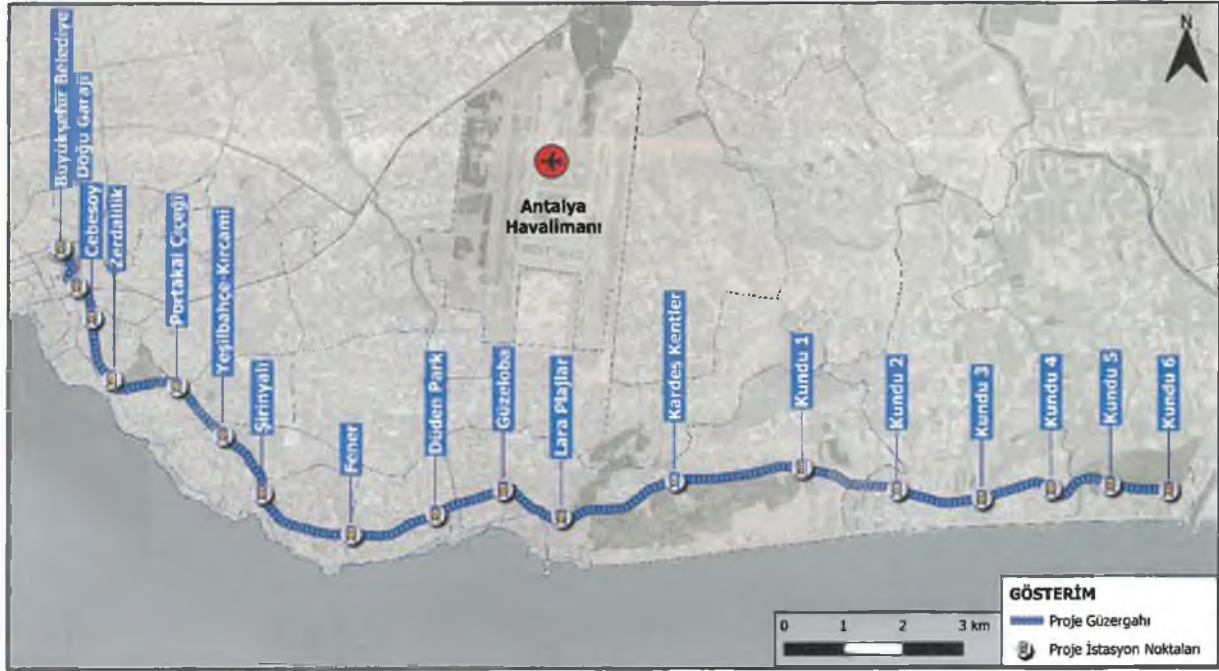 N
Büyükşehir Belediye
Doğu Garajı
Cebesoy
Zerdalilik
Portakal Çiçeği
Yeşilbahçe-Kırcami
Şirinyalı
Fener
Düden Park
Güzeloba
Lara Plajlar
Kardeş Kentler
Kundu 1
Kundu 2
Kundu 3
Kundu 4
Kundu 5
Kundu 6
Antalya
Havalimanı
0 1 2 3 km
GÖSTERİM
Proje Güzergahı
Proje İstasyon Noktaları